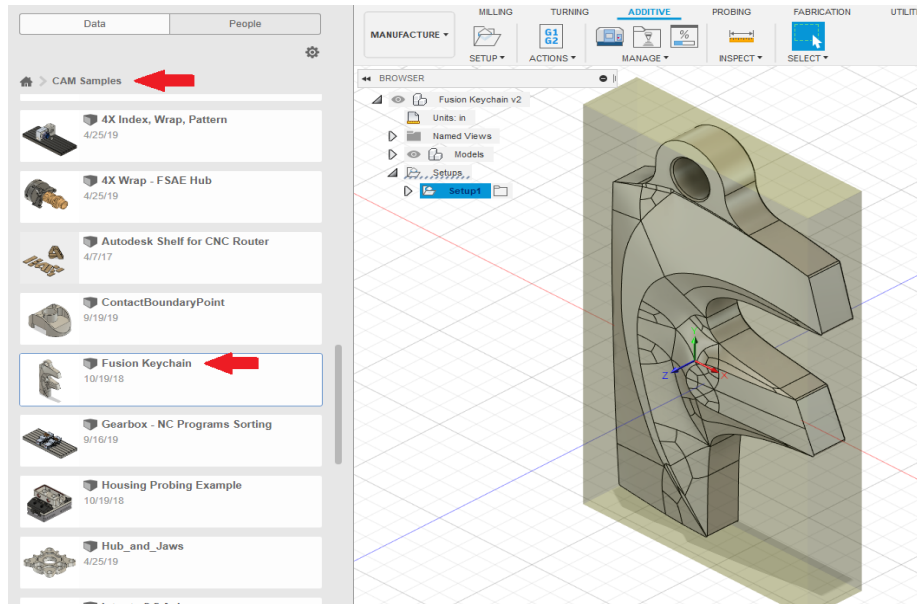 Data
People
CAM Samples
4X Index, Wrap, Pattern
4/25/19
4X Wrap - FSAE Hub
4/25/19
Autodesk Shelf for CNC Router
4/7/17
ContactBoundaryPoint
9/19/19
Fusion Keychain
10/19/18
Gearbox - NC Programs Sorting
9/16/19
Housing Probing Example
10/19/18
Hub_and_Jaws
4/25/19
MILLING
TURNING
ADDITIVE
PROBING
FABRICATION
UTILITI
MANUFACTURE
G1
G2
%
SETUP
ACTIONS
MANAGE
INSPECT
SELECT
BROWSER
Fusion Keychain v2
Units: in
Named Views
Models
Setups
Setup1
Z
Y
X